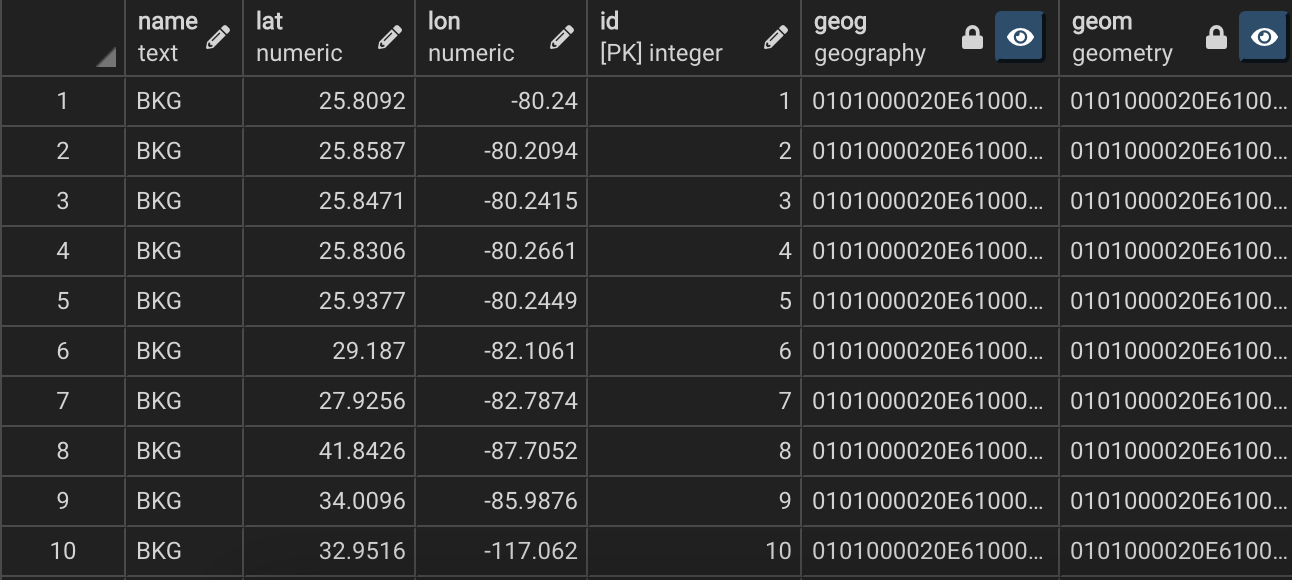 name lat lon id geog geom
text numeric numeric [PK] integer geography geometry
1 BKG 25.8092 -80.24 1 0101000020E61000… 0101000020E6100…
2 BKG 25.8587 -80.2094 2 0101000020E61000… 0101000020E6100…
3 BKG 25.8471 -80.2415 3 0101000020E61000… 0101000020E6100…
4 BKG 25.8306 -80.2661 4 0101000020E61000… 0101000020E6100…
5 BKG 25.9377 -80.2449 5 0101000020E61000… 0101000020E6100…
6 BKG 29.187 -82.1061 6 0101000020E61000… 0101000020E6100…
7 BKG 27.9256 -82.7874 7 0101000020E61000… 0101000020E6100…
8 BKG 41.8426 -87.7052 8 0101000020E61000… 0101000020E6100…
9 BKG 34.0096 -85.9876 9 0101000020E61000… 0101000020E6100…
10 BKG 32.9516 -117.062 10 0101000020E61000… 0101000020E6100…